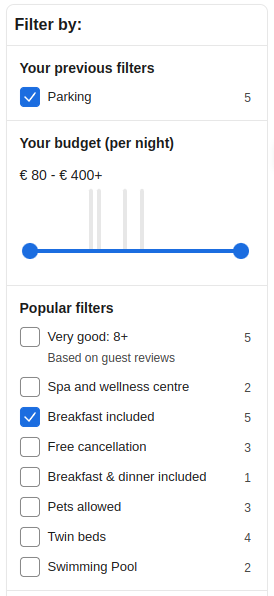 Filter by:
Your previous filters
Parking 5
Your budget (per night)
€ 80 - € 400+
Popular filters
Very good: 8+ 5
Based on guest reviews
Spa and wellness centre 2
Breakfast included 5
Free cancellation 3
Breakfast & dinner included 1
Pets allowed 3
Twin beds 4
Swimming Pool 2